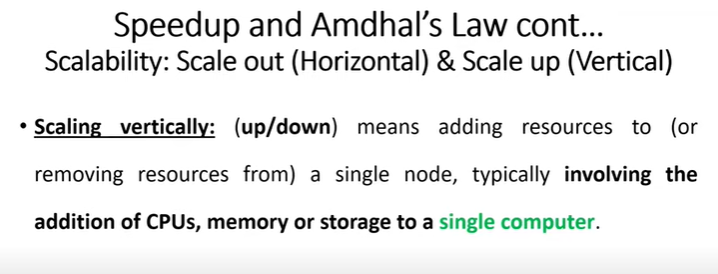 Speedup and Amdhal's Law cont...
Scalability: Scale out (Horizontal) & Scale up (Vertical)
• Scaling vertically: (up/down) means adding resources to (or
removing resources from) a single node, typically involving the
addition of CPUs, memory or storage to a single computer.